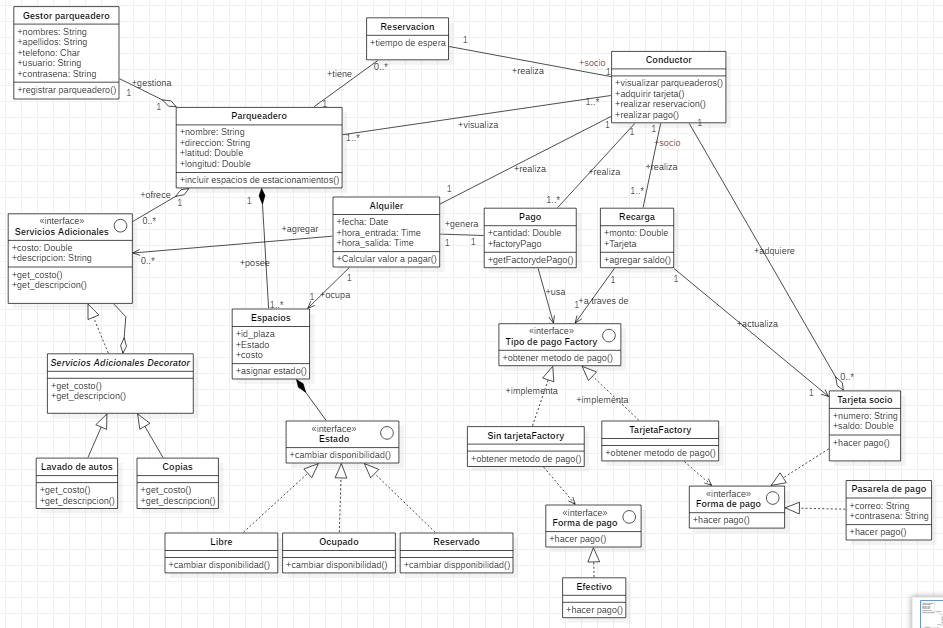 Gestor parqueadero
+nombres: String
+apellidos: String
+telefono: Char
+usuario: String
+contrasena: String
+registrar parqueadero()
+gestiona
1
1
Reservacion
+tiempo de espera
1
0..*
+tiene
1
+realiza
+socio
1
Conductor
+visualizar parqueaderos()
+adquirir tarjeta()
+realizar reservacion()
+realizar pago()
1..*
+visualiza
1..*
1
1
1
1
+socio
Parqueadero
+nombre: String
+direccion: String
+latitud: Double
+longitud: Double
+incluir espacios de estacionamientos()
+realiza
1
+realiza
1..*
+realiza
1..*
+ofrece
1
0..*
1
+posee
1..*
«interface»
Servicios Adicionales
+costo: Double
+descripcion: String
+get_costo()
+get_descripcion()
+agregar
0..*
Alquiler
+fecha: Date
+hora_entrada: Time
+hora_salida: Time
+Calcular valor a pagar()
+genera
1
1
1
+ocupa
1
Pago
+cantidad: Double
+factoryPago
+getFactorydePago()
Recarga
+monto: Double
+Tarjeta
+agregar saldo()
+adquiere
+usa
1
+a traves de
1
1
+actualiza
1
0..*
Espacios
+id_plaza
+Estado
+costo
+asignar estado()
«interface»
Tipo de pago Factory
+obtener metodo de pago()
+implementa
+implementa
Servicios Adicionales Decorator
+get_costo()
+get_descripcion()
Tarjeta socio
+numero: String
+saldo: Double
+hacer pago()
«interface»
Estado
+cambiar disponibilidad()
Sin tarjetaFactory
+obtener metodo de pago()
TarjetaFactory
+obtener metodo de pago()
Lavado de autos
+get_costo()
+get_descripcion()
Copias
+get_costo()
+get_descripcion()
«interface»
Forma de pago
+hacer pago()
Pasarela de pago
+correo: String
+contrasena: String
+hacer pago()
«interface»
Forma de pago
+hacer pago()
Libre
+cambiar disponibilidad()
Ocupado
+cambiar disponibilidad()
Reservado
+cambiar dispponibilidad()
Efectivo
+hacer pago()